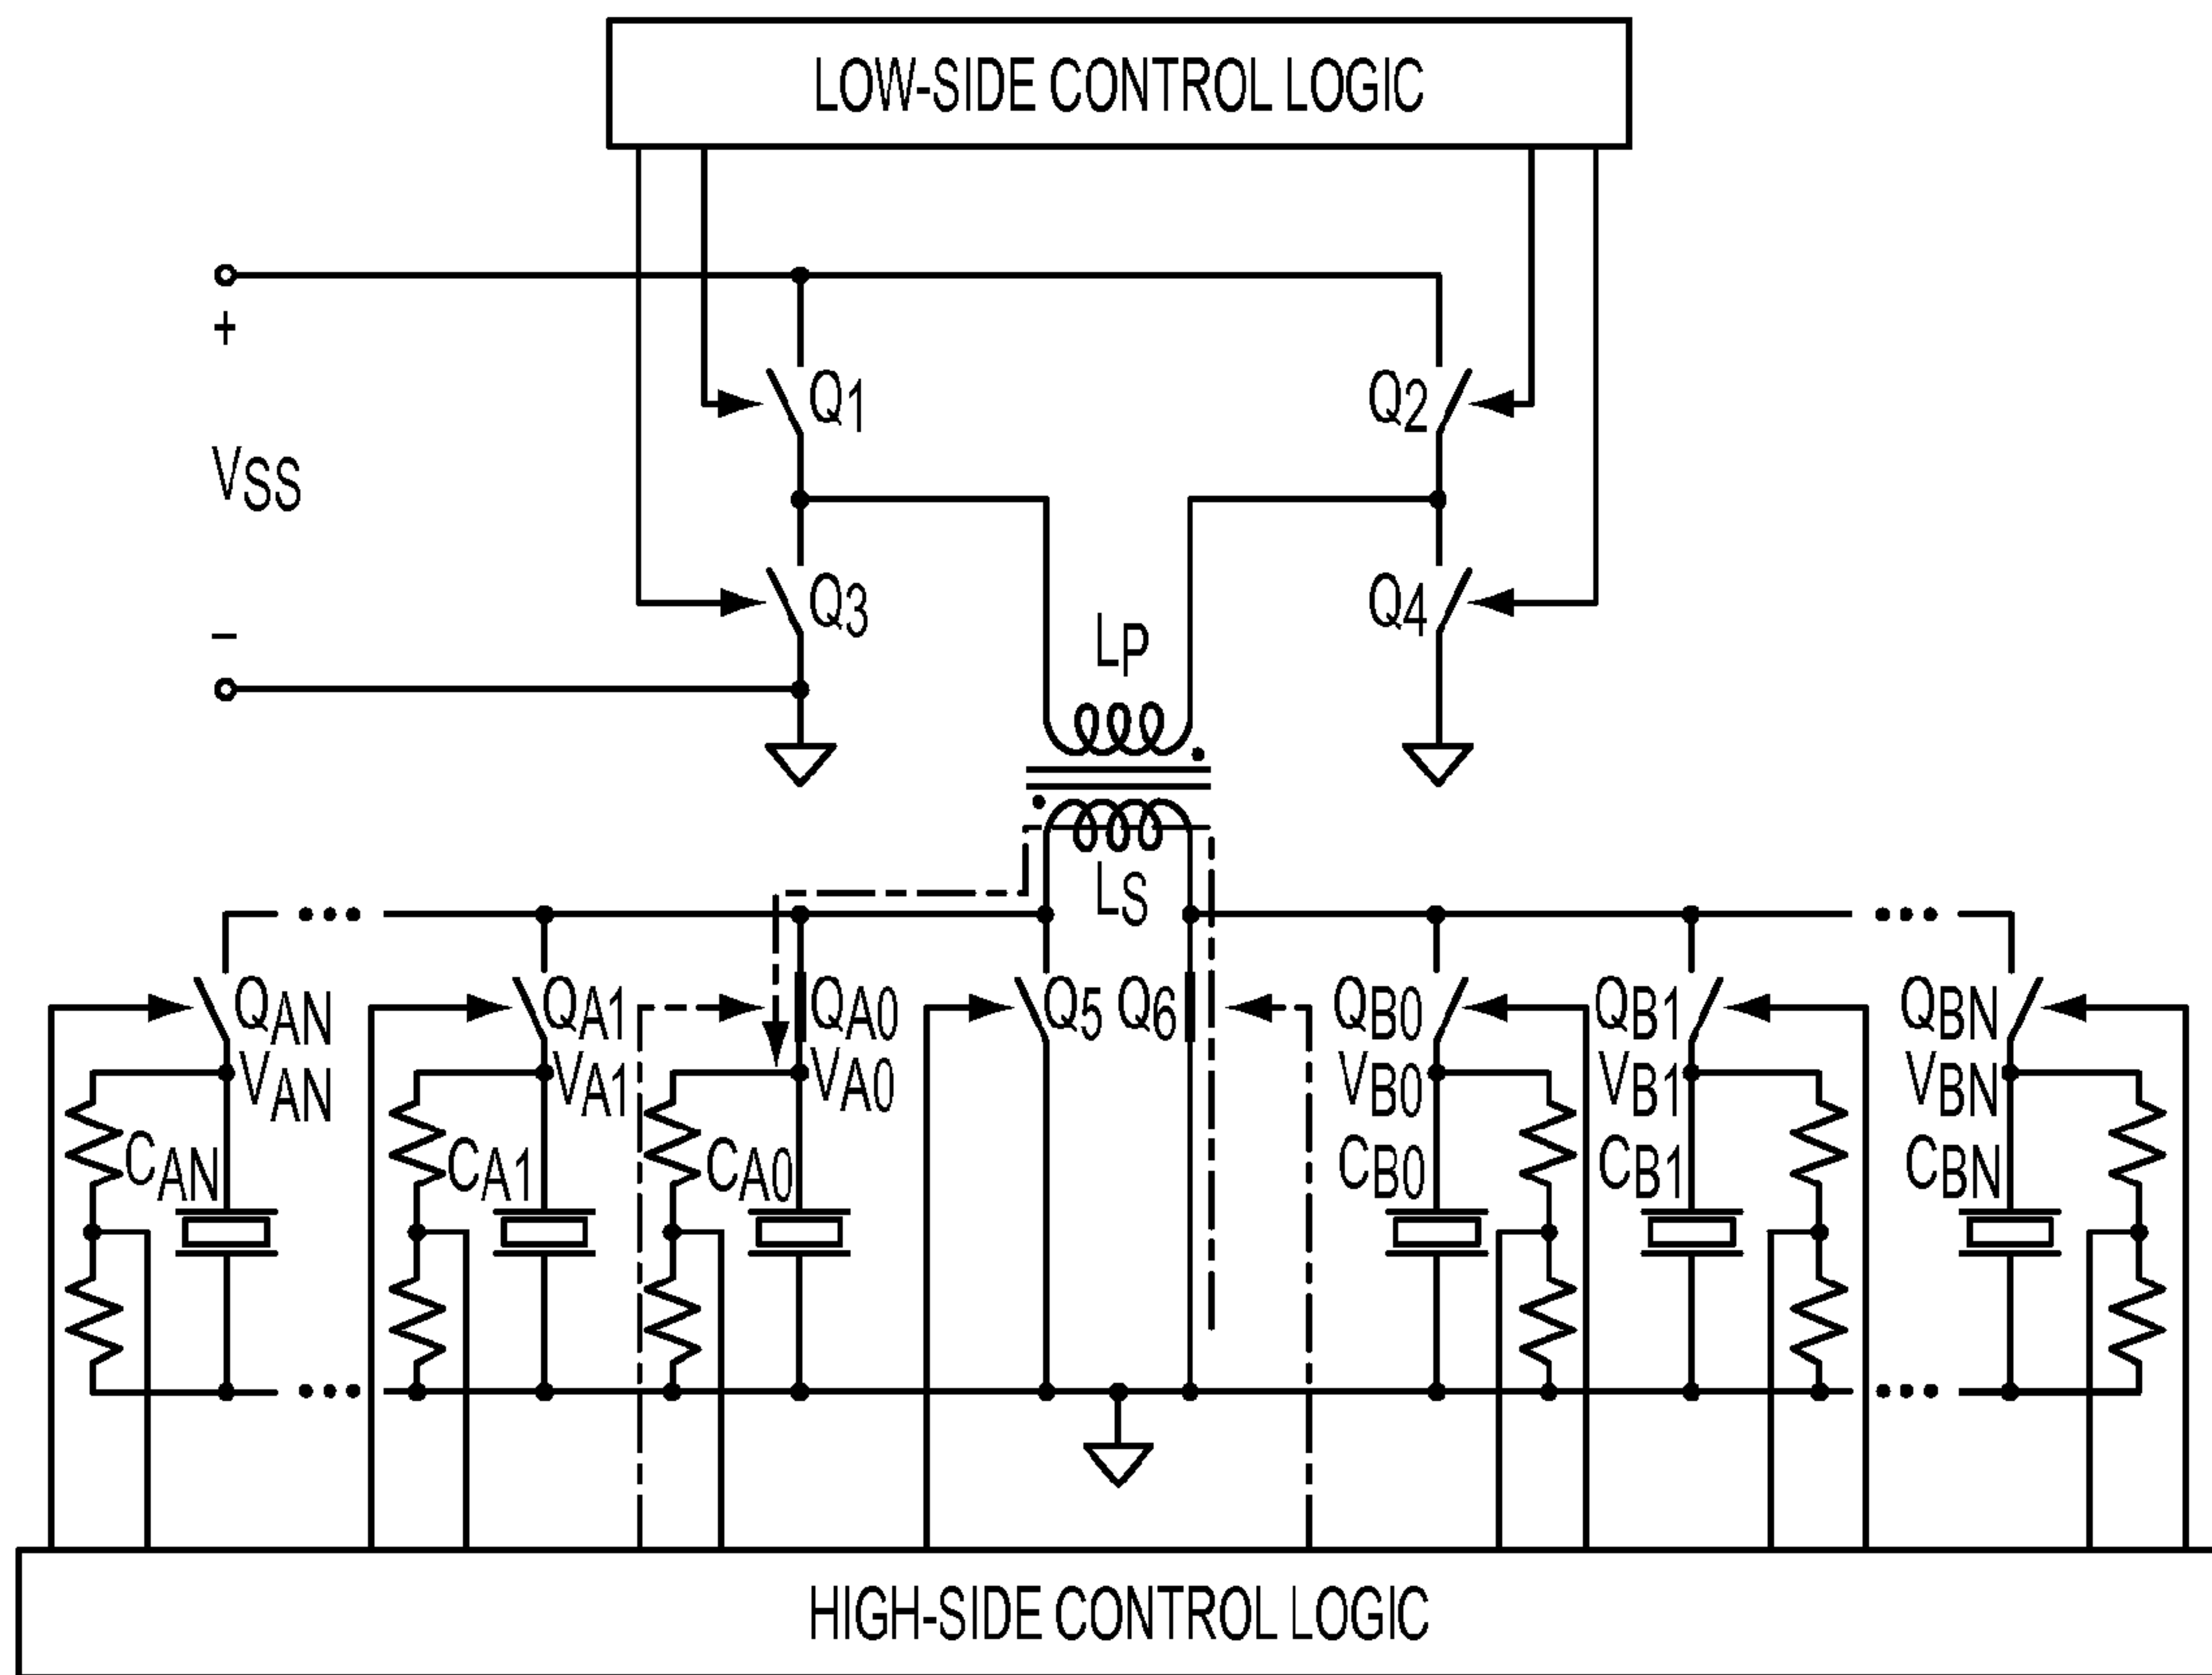 LOW-SIDE CONTROL LOGIC
+
VSS
–
Q1
Q2
Q3
Q4
LP
LS
QAN
QA1
QA0
Q5
Q6
QB0
QB1
QBN
VAN
VA1
VA0
VB0
VB1
VBN
CAN
CA1
CA0
CB0
CB1
CBN
HIGH-SIDE CONTROL LOGIC